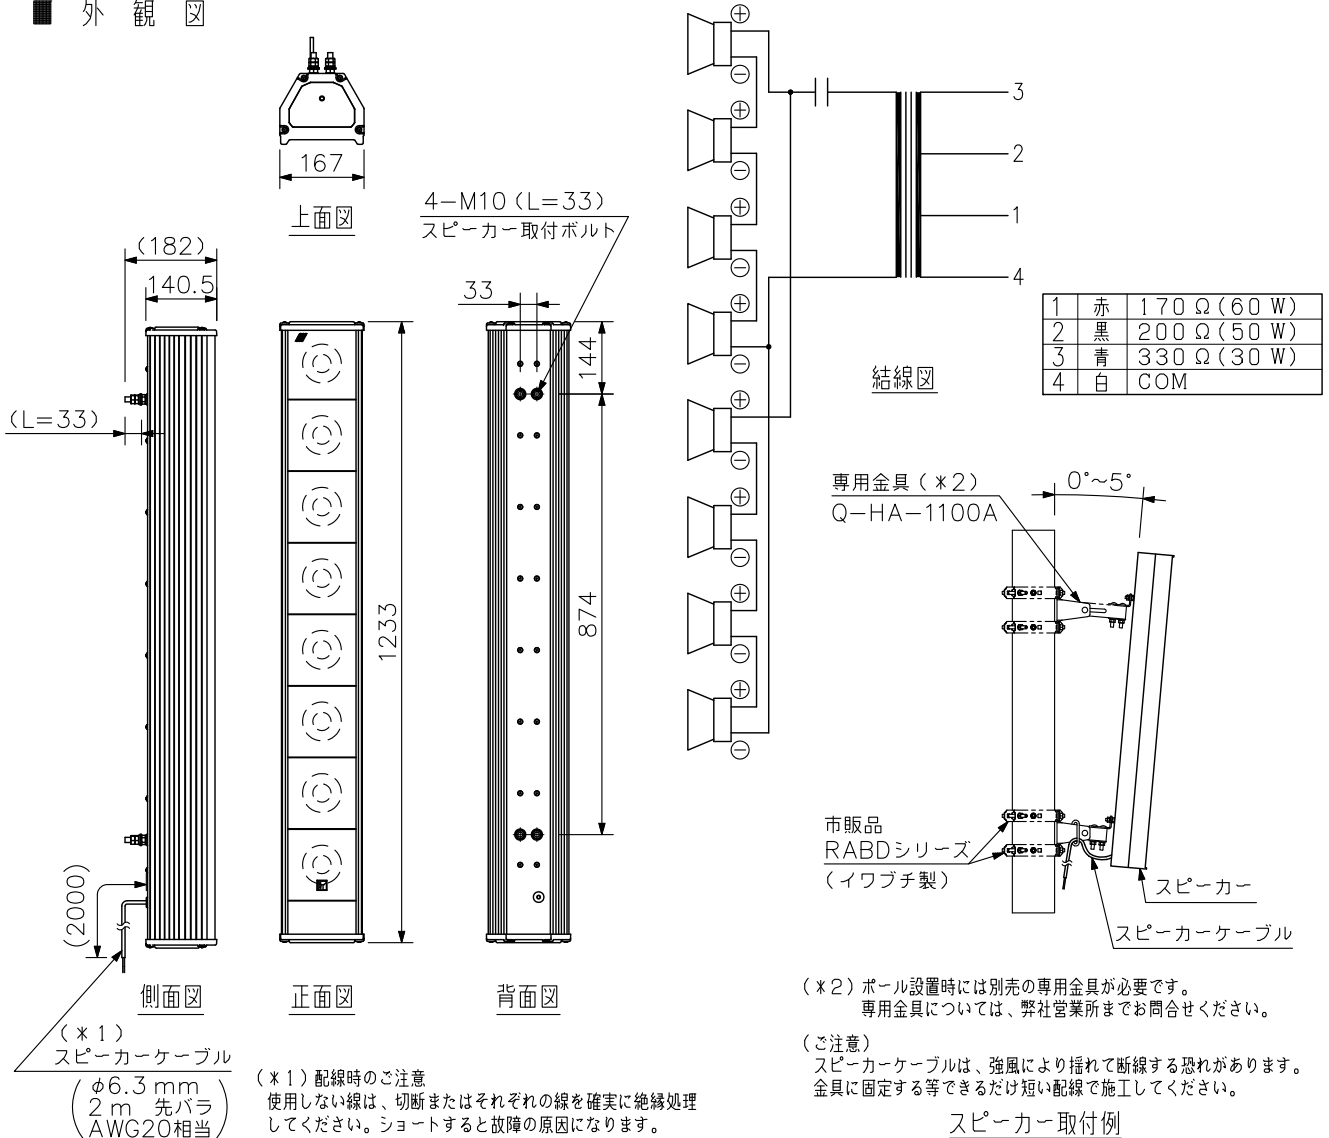 ■ 外観図
167
上面図
4-M10(L=33)
スピーカー取付ボルト
(182)
140.5
33
144
(L=33)
1233
874
(2000)
側面図
正面図
背面図
(*1)
スピーカーケーブル
φ6.3mm
2m 先バラ
AWG20相当
(*1)配線時のご注意
使用しない線は、切断またはそれぞれの線を確実に絶縁処理
してください。ショートすると故障の原因になります。
+
−
+
−
+
−
+
−
+
−
+
−
+
−
+
−
3
2
1
4
結線図
1 赤 170Ω(60W)
2 黒 200Ω(50W)
3 青 330Ω(30W)
4 白 COM
専用金具(*2)
Q-HA-1100A
0°~5°
市販品
RABDシリーズ
(イワブチ製)
スピーカー
スピーカーケーブル
(*2)ポール設置時には別売の専用金具が必要です。
専用金具については、弊社営業所までお問合せください。
(ご注意)
スピーカーケーブルは、強風により揺れて断線する恐れがあります。
金具に固定する等できるだけ短い配線で施工してください。
スピーカー取付例